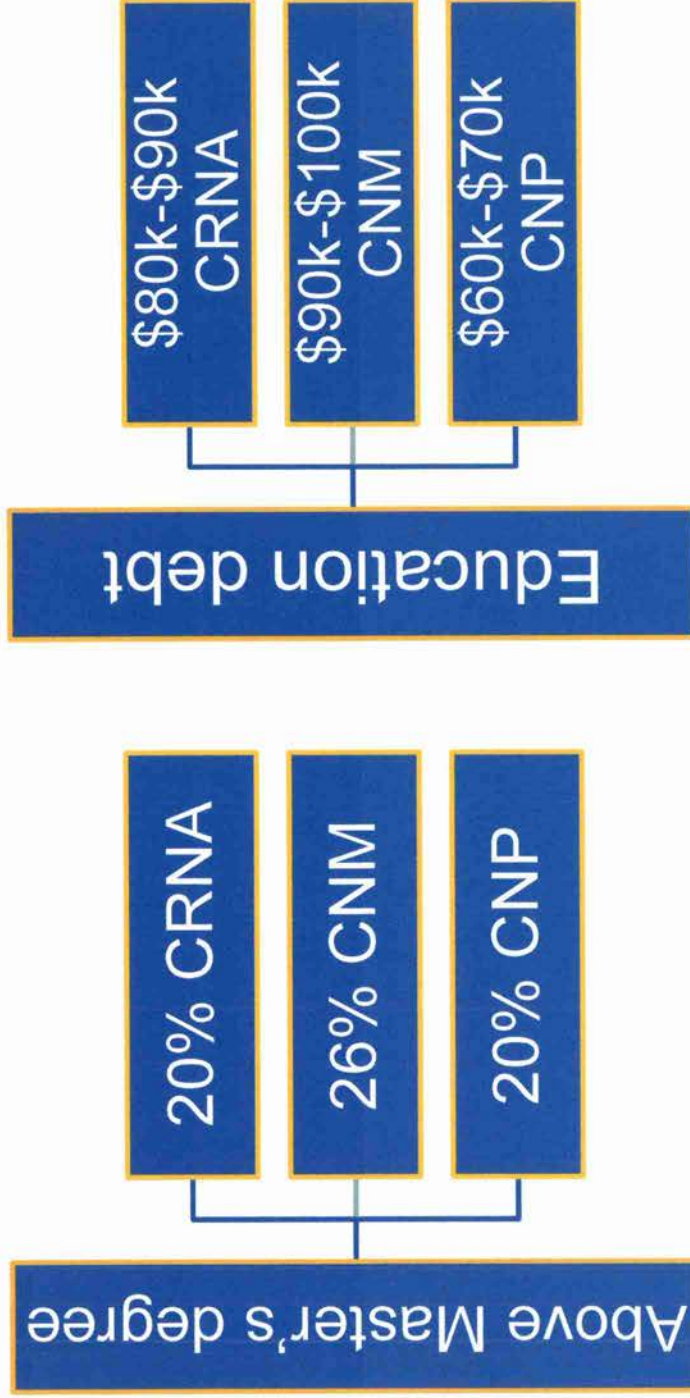 Above Master's degree
20% CRNA
26% CNM
20% CNP
Education debt
$80k-$90k
CRNA
$90k-$100k
CNM
$60k-$70k
CNP